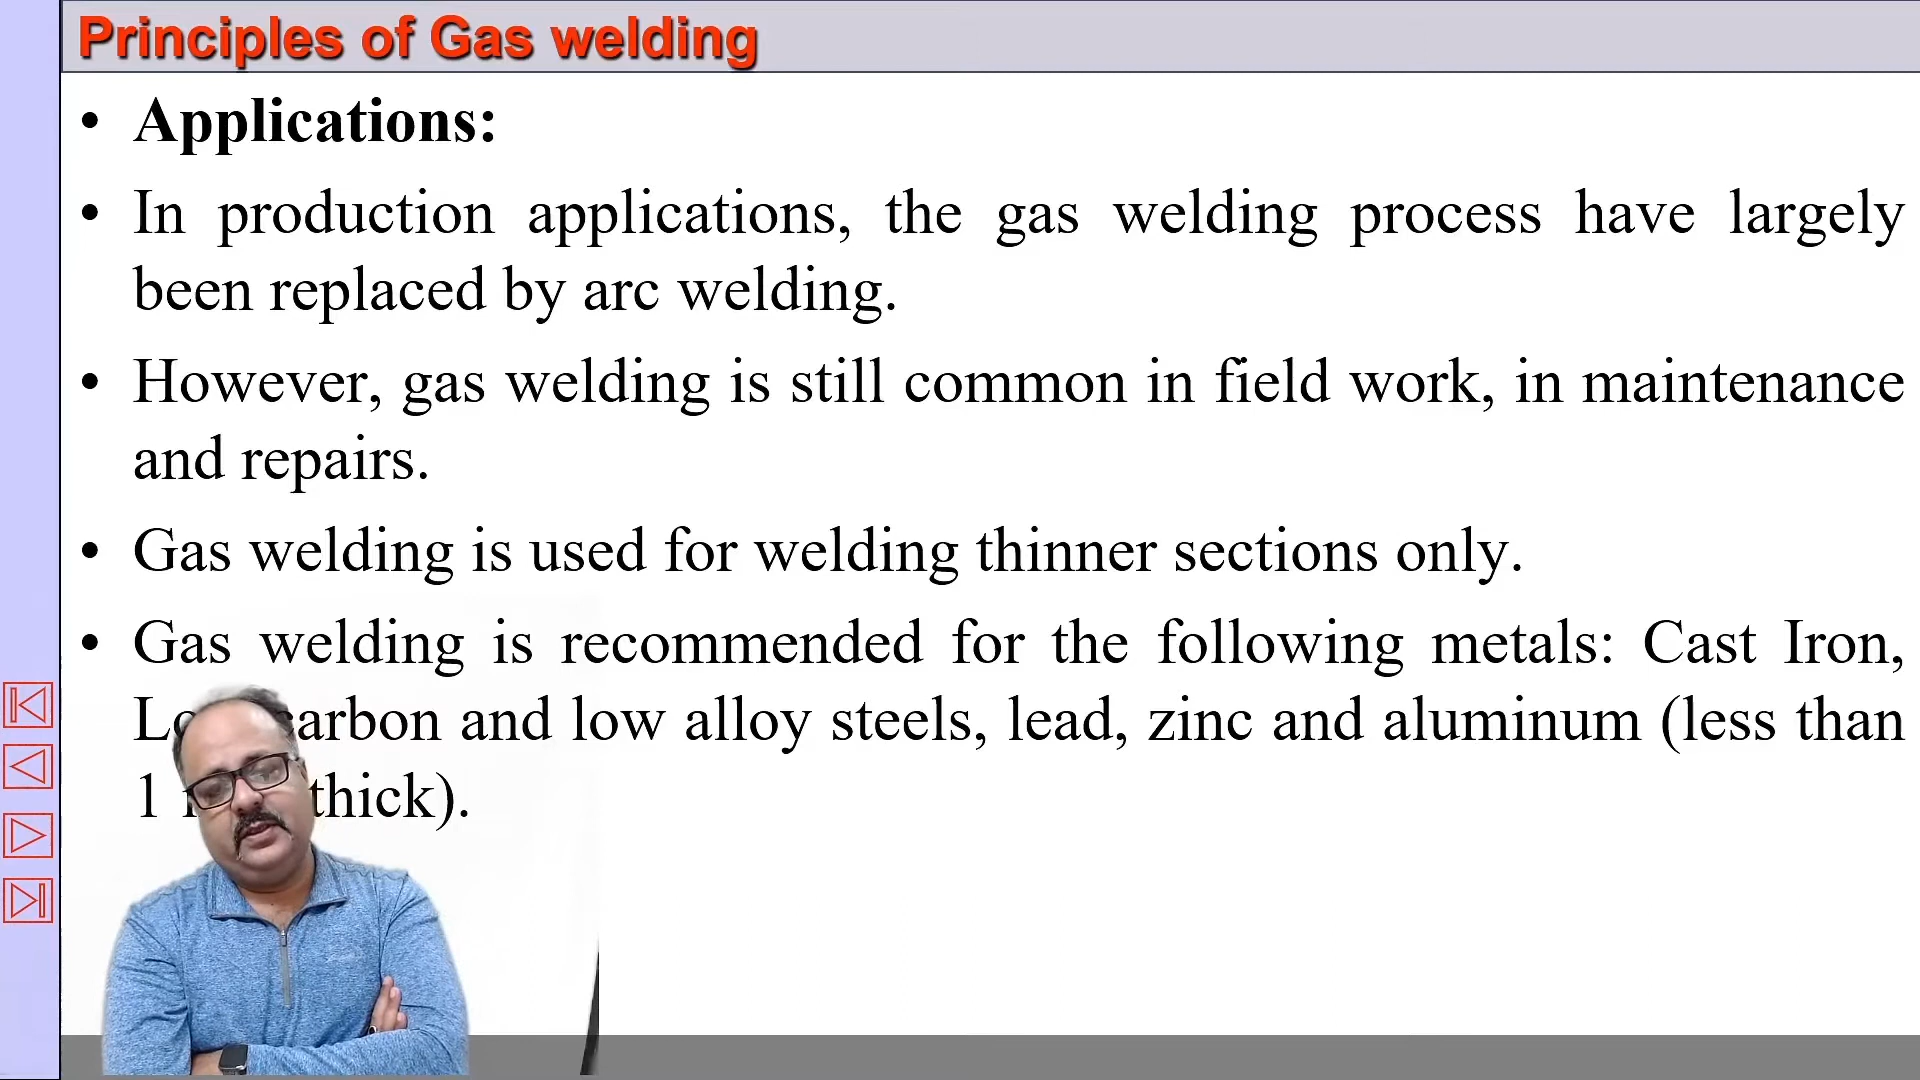 Principles of Gas welding
• Applications:
• In production applications, the gas welding process have largely
been replaced by arc welding.
• However, gas welding is still common in field work, in maintenance
and repairs.
• Gas welding is used for welding thinner sections only.
• Gas welding is recommended for the following metals: Cast Iron,
and low alloy steels, lead, zinc and aluminum (less than
1 thick).